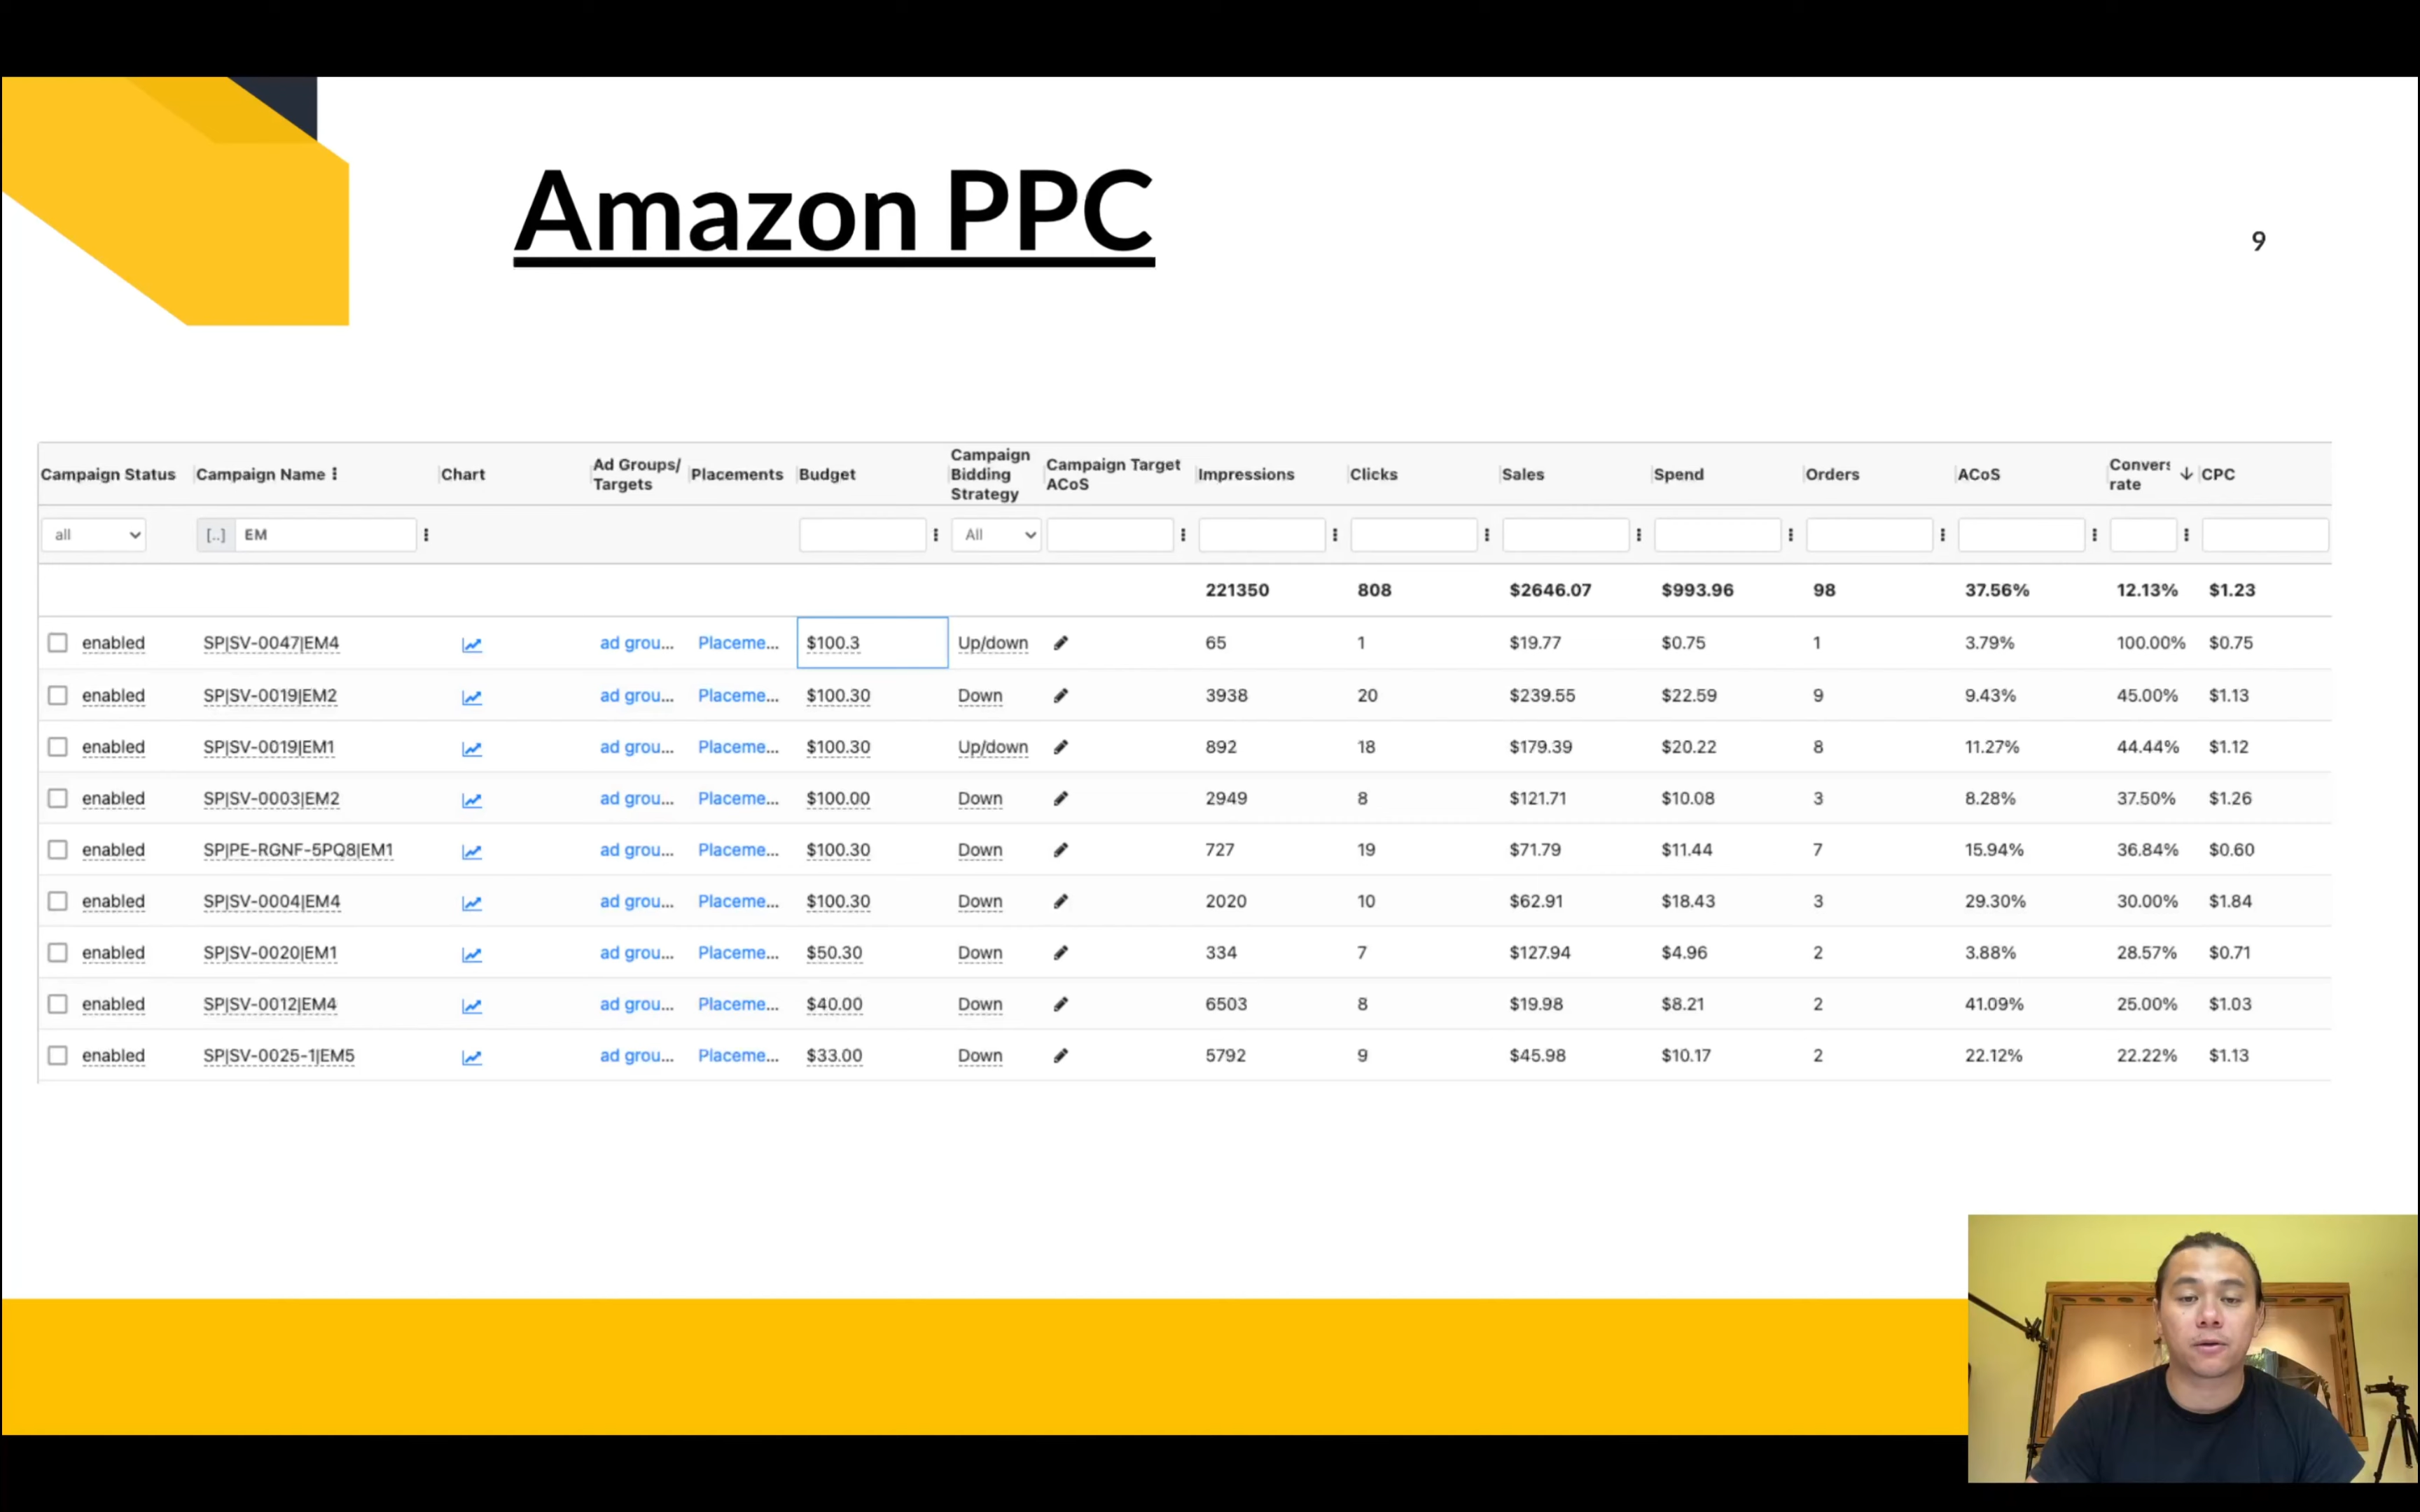 Amazon PPC
9
Campaign Status Campaign Name Chart Ad Groups/ Targets Placements Budget Campaign Bidding Strategy Campaign Target ACoS Impressions Clicks Sales Spend Orders ACoS Convers rate CPC
all [..] EM All
221350 808 $2646.07 $993.96 98 37.56% 12.13% $1.23
enabled SP|SV-0047|EM4 ad grou... Placeme... $100.3 Up/down 65 1 $19.77 $0.75 1 3.79% 100.00% $0.75
enabled SP|SV-0019|EM2 ad grou... Placeme... $100.30 Down 3938 20 $239.55 $22.59 9 9.43% 45.00% $1.13
enabled SP|SV-0019|EM1 ad grou... Placeme... $100.30 Up/down 892 18 $179.39 $20.22 8 11.27% 44.44% $1.12
enabled SP|SV-0003|EM2 ad grou... Placeme... $100.00 Down 2949 8 $121.71 $10.08 3 8.28% 37.50% $1.26
enabled SP|PE-RGNF-5PQ8|EM1 ad grou... Placeme... $100.30 Down 727 19 $71.79 $11.44 7 15.94% 36.84% $0.60
enabled SP|SV-0004|EM4 ad grou... Placeme... $100.30 Down 2020 10 $62.91 $18.43 3 29.30% 30.00% $1.84
enabled SP|SV-0020|EM1 ad grou... Placeme... $50.30 Down 334 7 $127.94 $4.96 2 3.88% 28.57% $0.71
enabled SP|SV-0012|EM4 ad grou... Placeme... $40.00 Down 6503 8 $19.98 $8.21 2 41.09% 25.00% $1.03
enabled SP|SV-0025-1|EM5 ad grou... Placeme... $33.00 Down 5792 9 $45.98 $10.17 2 22.12% 22.22% $1.13